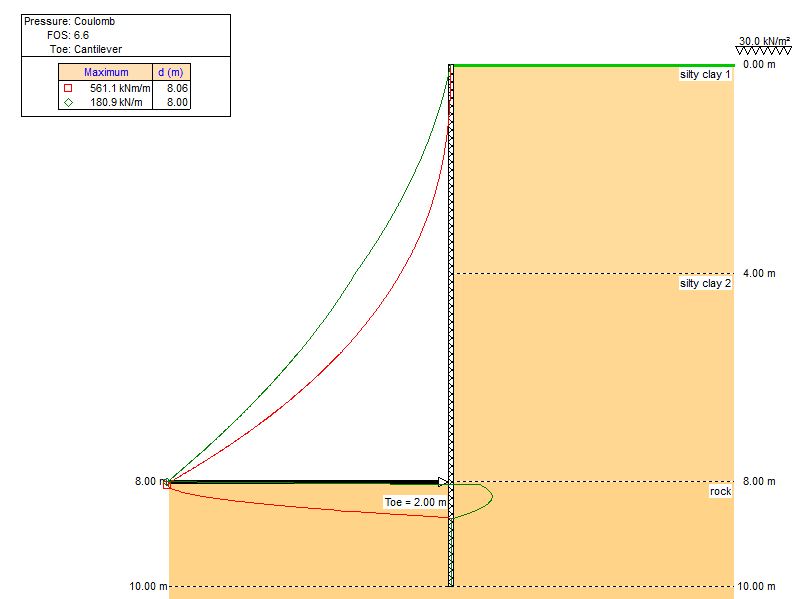 Pressure: Coulomb
FOS: 6.6
Toe: Cantilever
Maximum d (m)
561.1 kNm/m 8.06
180.9 kN/m 8.00
30.0 kN/m²
0.00 m
silty clay 1
4.00 m
silty clay 2
8.00 m 8.00 m
rock
Toe = 2.00 m
10.00 m 10.00 m